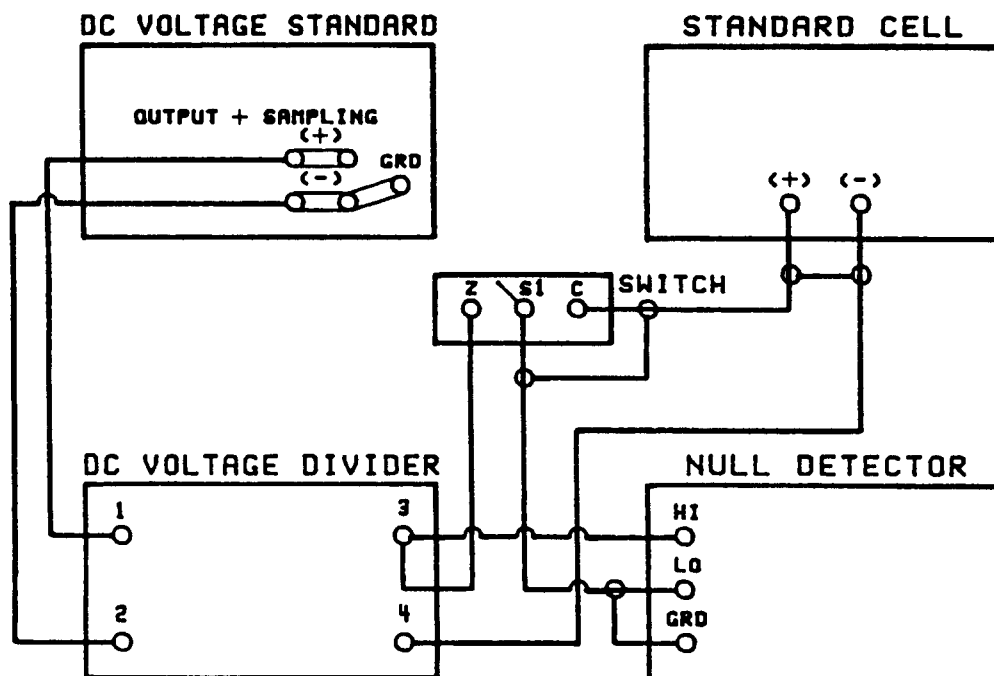 DC VOLTAGE STANDARD
OUTPUT + SAMPLING
(+)
GRD
(-)
STANDARD CELL
(+) (-)
Z S1 C
SWITCH
DC VOLTAGE DIVIDER
1 3
2 4
NULL DETECTOR
HI
LO
GRD